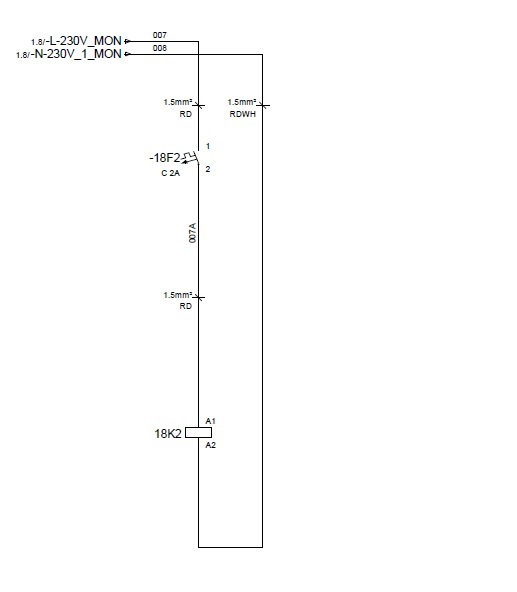 1.8/-L-230V_MON 007
1.8/-N-230V_1_MON 008
1.5mm² 1.5mm²
RD RDWH
1
-18F2
C 2A 2
007A
1.5mm²
RD
A1
18K2
A2